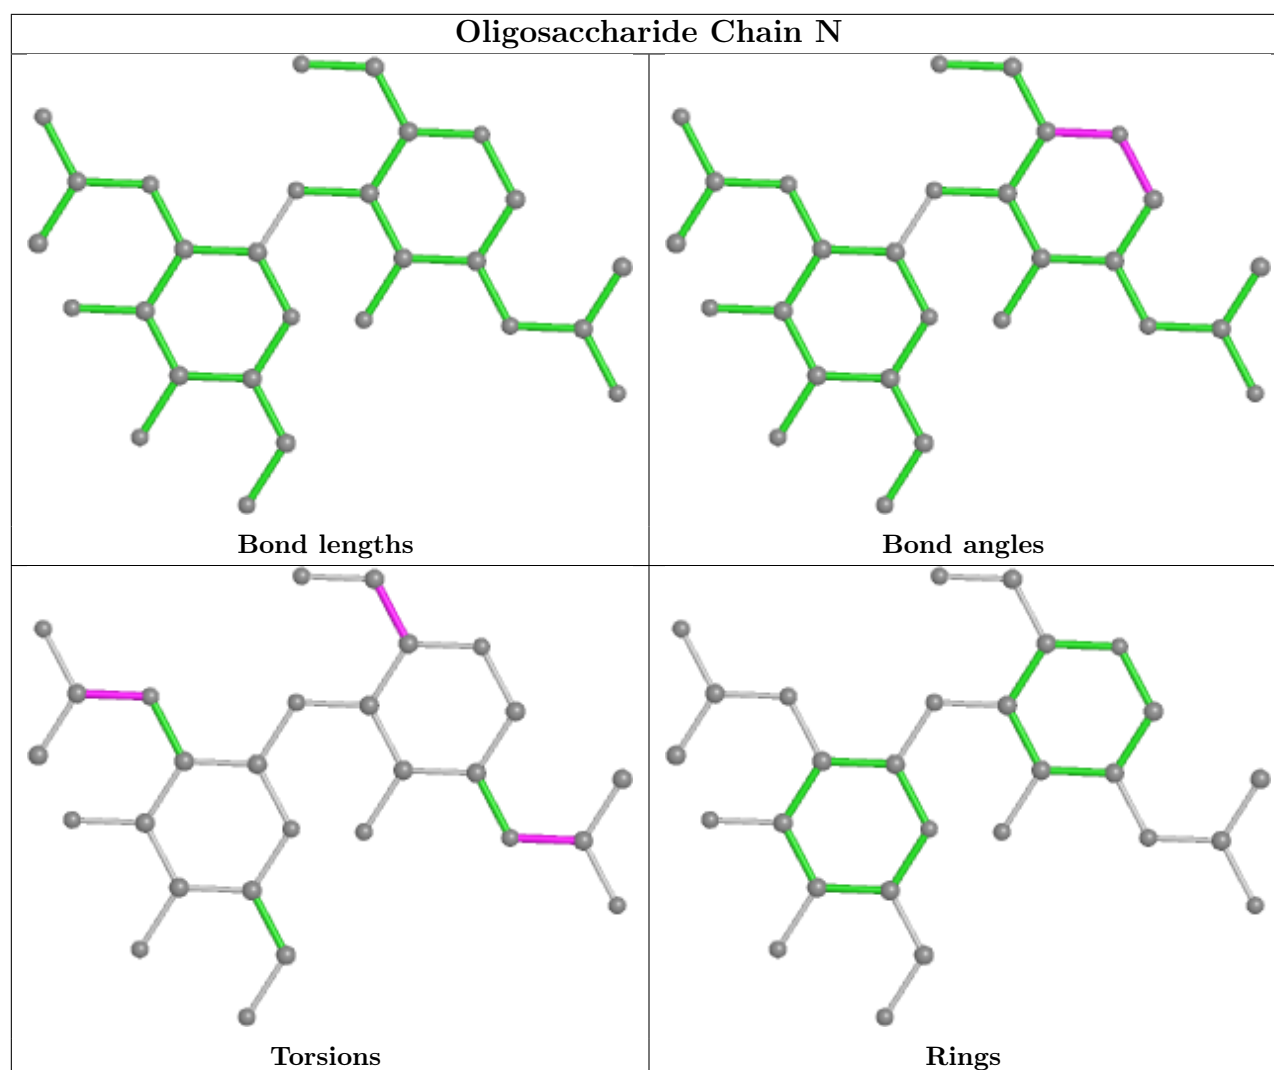 Oligosaccharide Chain N
Bond lengths
Bond angles
Torsions
Rings